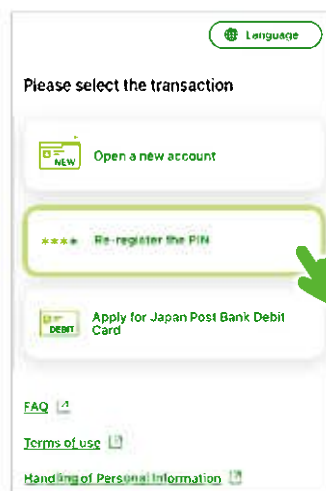 Language
Please select the transaction
NEW
Open a new account
****
Re-register the PIN
DEBIT
Apply for Japan Post Bank Debit
Card
FAQ
Terms of use
Handling of Personal Information